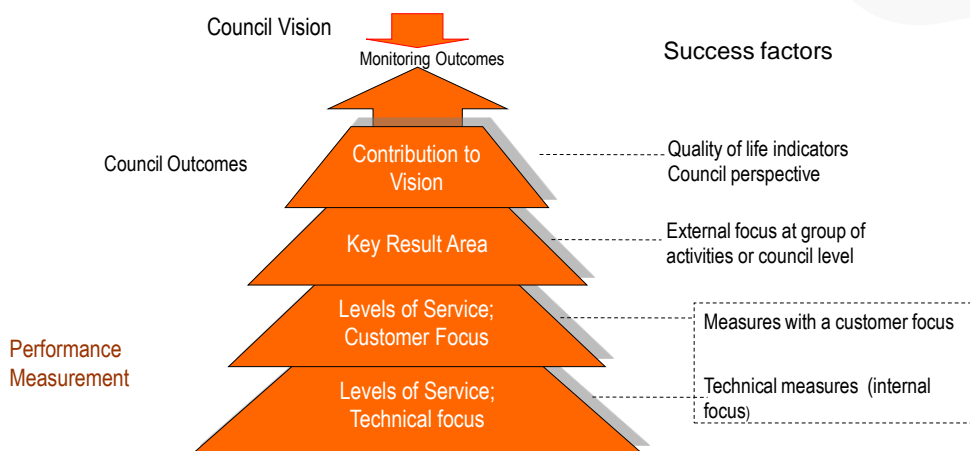 Council Vision
Monitoring Outcomes
Success factors
Council Outcomes
Contribution to
Vision
Quality of life indicators
Council perspective
Key Result Area
External focus at group of
activities or council level
Levels of Service;
Customer Focus
Measures with a customer focus
Performance
Measurement
Levels of Service;
Technical focus
Technical measures  (internal
focus)